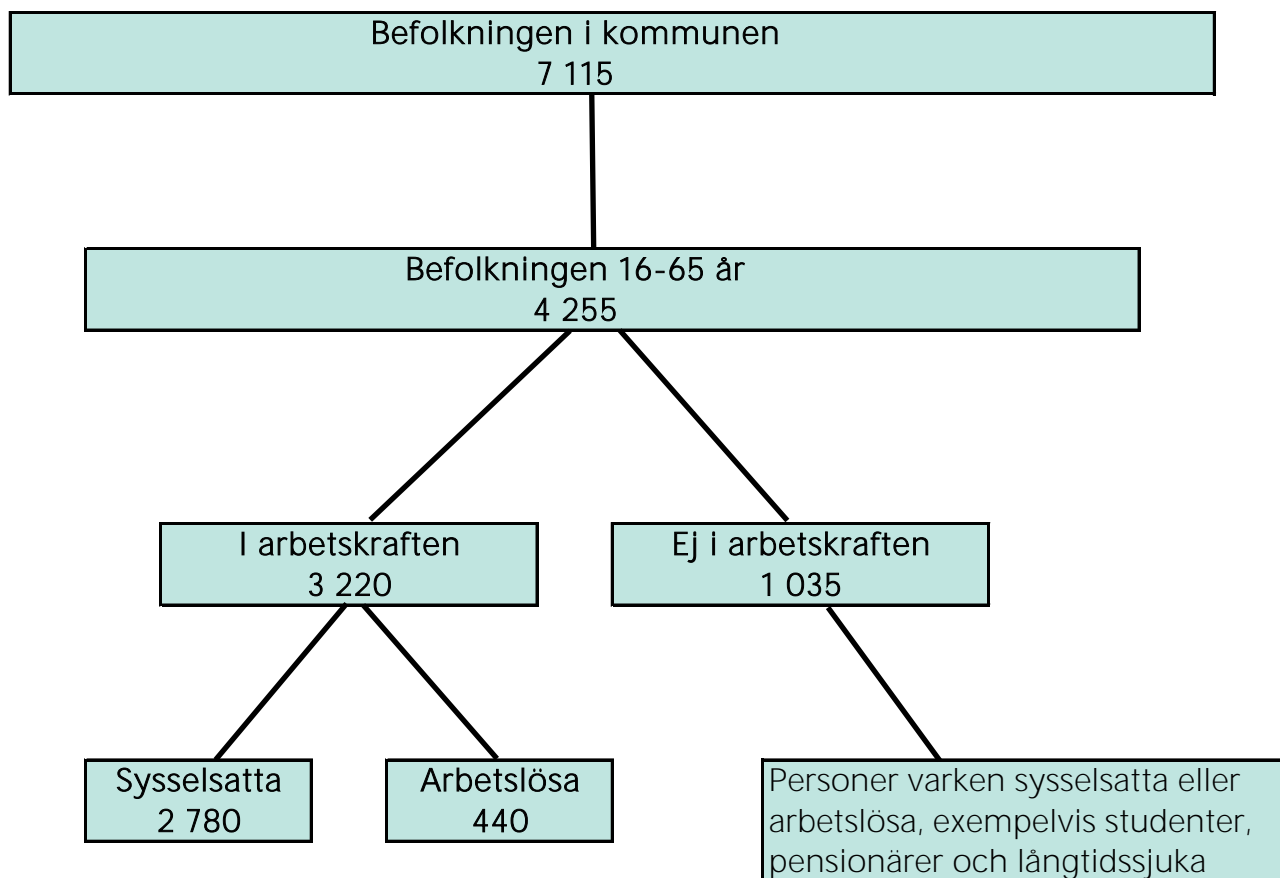 Befolkningen i kommunen
7 115
Befolkningen 16-65 år
4 255
I arbetskraften
3 220
Ej i arbetskraften
1 035
Sysselsatta
2 780
Arbetslösa
440
Personer varken sysselsatta eller
arbetslösa, exempelvis studenter,
pensionärer och långtidssjuka